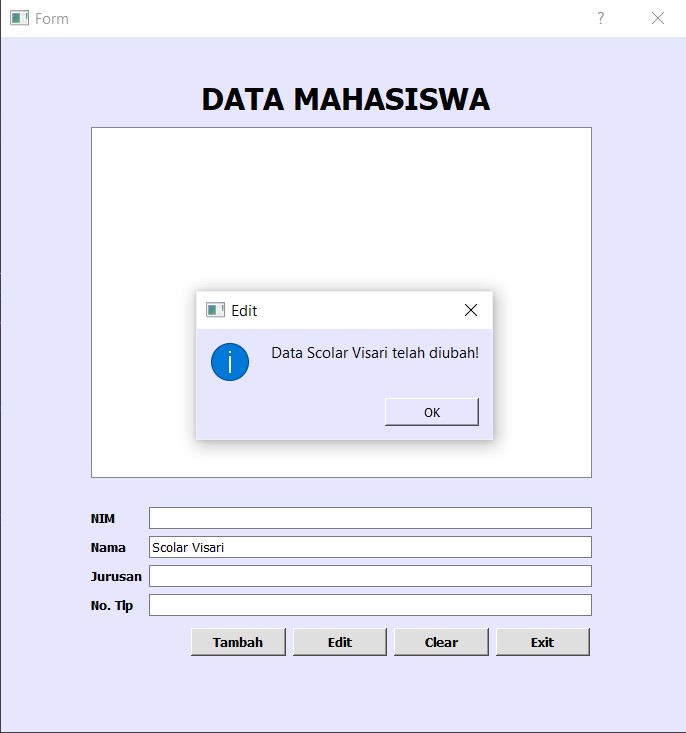 Form
DATA MAHASISWA
Edit
Data Scolar Visari telah diubah!
OK
NIM
Nama Scolar Visari
Jurusan
No. Tlp
Tambah Edit Clear Exit